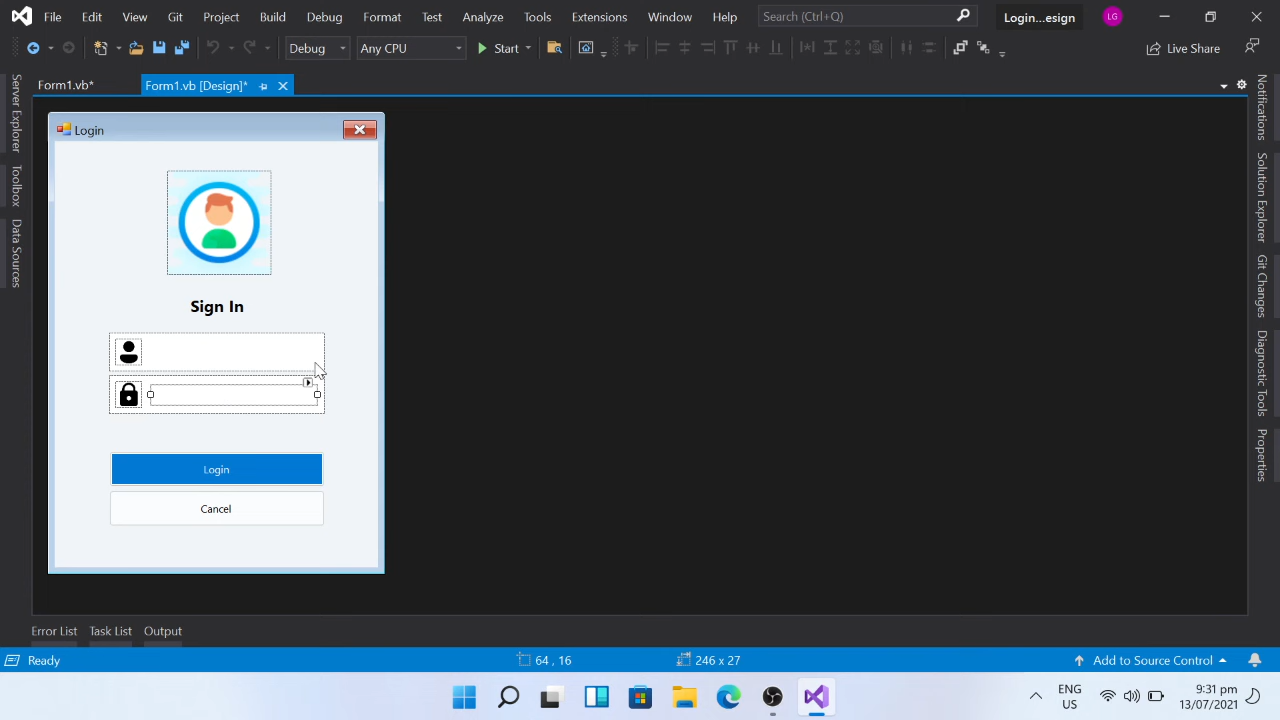 File Edit View Git Project Build Debug Format Test Analyze Tools Extensions Window Help Search (Ctrl+Q) Login...esign LG
Debug Any CPU Start Live Share
Form1.vb* Form1.vb [Design]*
Server Explorer
Toolbox
Data Sources
Login
Sign In
Login
Cancel
Notifications
Solution Explorer
Git Changes
Diagnostic Tools
Properties
Error List Task List Output
Ready 64 , 16 246 x 27 Add to Source Control
ENG
US
9:31 pm
13/07/2021